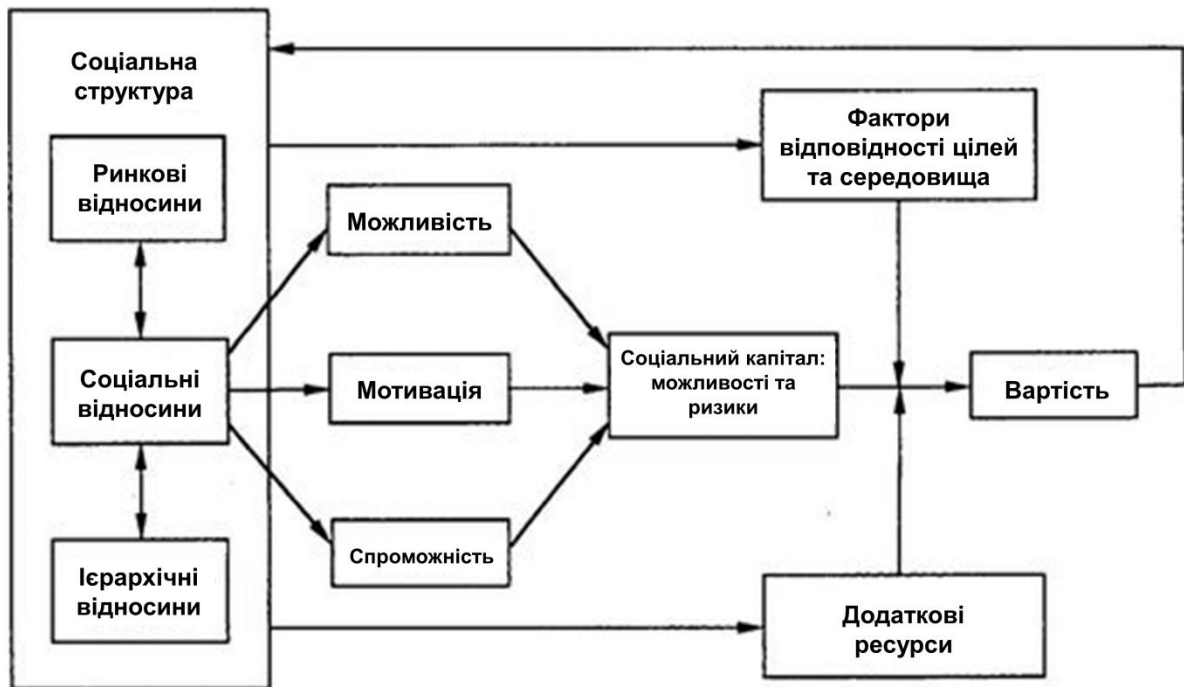 Соціальна
структура
Ринкові
відносини
Соціальні
відносини
Ієрархічні
відносини
Можливість
Мотивація
Спроможність
Соціальний капітал:
можливості та
ризики
Фактори
відповідності цілей
та середовища
Вартість
Додаткові
ресурси